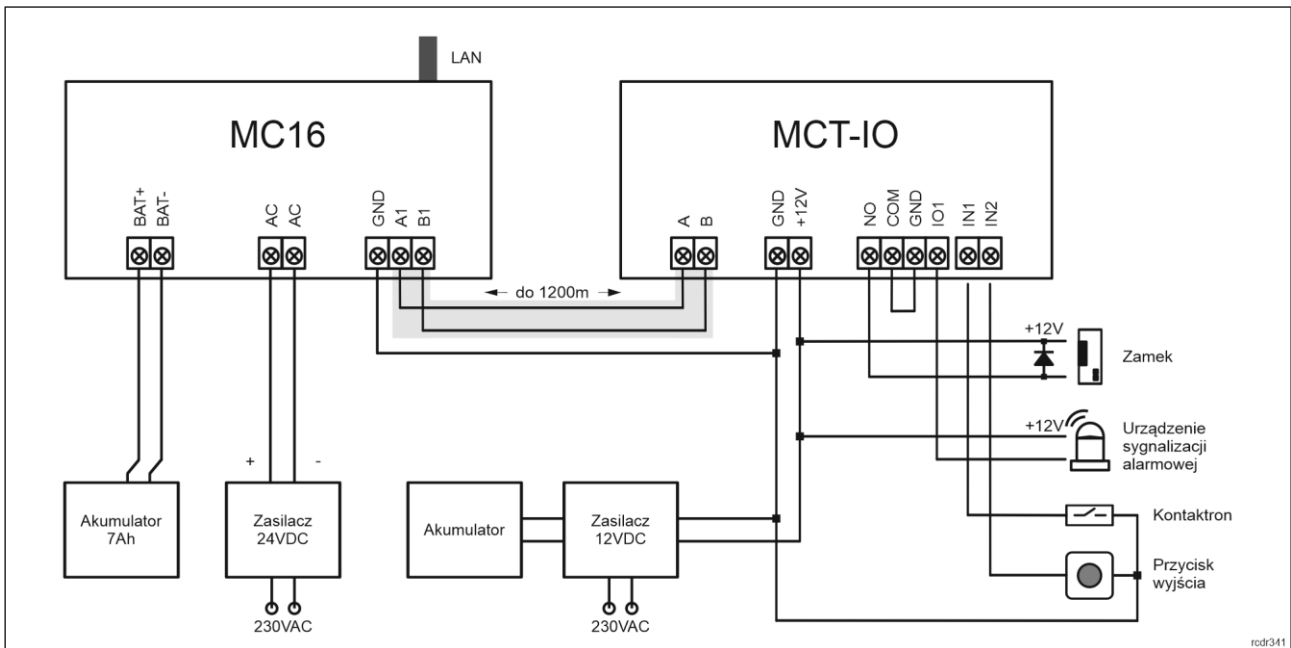 LAN
MC16
MCT-IO
BAT+
BAT-
AC
AC
GND
A1
B1
A
B
GND
+12V
NO
COM
GND
IO1
IN1
IN2
do 1200m
+12V
Zamek
+12V
Urządzenie
sygnalizacji
alarmowej
+
-
Akumulator
7Ah
Zasilacz
24VDC
Akumulator
Zasilacz
12VDC
Kontaktron
Przycisk
wyjścia
230VAC
230VAC
rcdr341